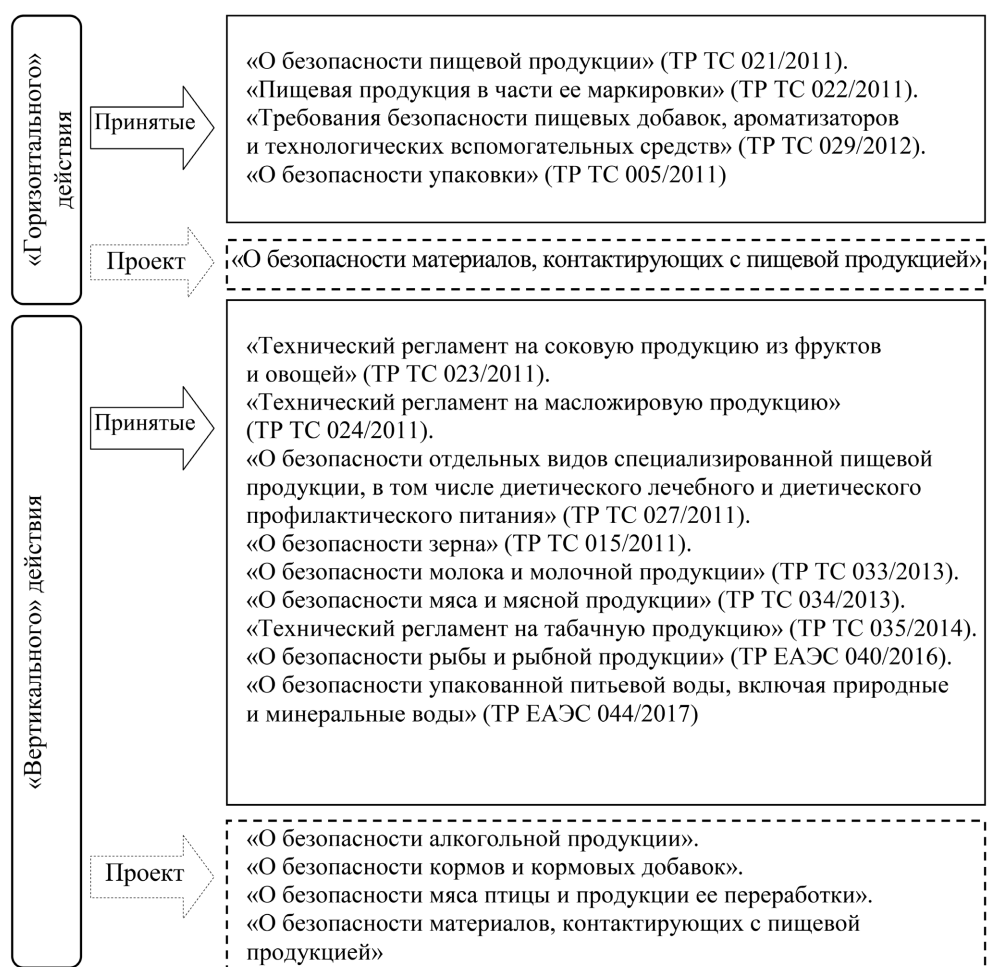 «Горизонтального»
действия
Принятые
«О безопасности пищевой продукции» (ТР ТС 021/2011).
«Пищевая продукция в части ее маркировки» (ТР ТС 022/2011).
«Требования безопасности пищевых добавок, ароматизаторов
и технологических вспомогательных средств» (ТР ТС 029/2012).
«О безопасности упаковки» (ТР ТС 005/2011)
Проект
«О безопасности материалов, контактирующих с пищевой продукцией»
«Вертикального» действия
Принятые
«Технический регламент на соковую продукцию из фруктов
и овощей» (ТР ТС 023/2011).
«Технический регламент на масложировую продукцию»
(ТР ТС 024/2011).
«О безопасности отдельных видов специализированной пищевой
продукции, в том числе диетического лечебного и диетического
профилактического питания» (ТР ТС 027/2011).
«О безопасности зерна» (ТР ТС 015/2011).
«О безопасности молока и молочной продукции» (ТР ТС 033/2013).
«О безопасности мяса и мясной продукции» (ТР ТС 034/2013).
«Технический регламент на табачную продукцию» (ТР ТС 035/2014).
«О безопасности рыбы и рыбной продукции» (ТР ЕАЭС 040/2016).
«О безопасности упакованной питьевой воды, включая природные
и минеральные воды» (ТР ЕАЭС 044/2017)
Проект
«О безопасности алкогольной продукции».
«О безопасности кормов и кормовых добавок».
«О безопасности мяса птицы и продукции ее переработки».
«О безопасности материалов, контактирующих с пищевой
продукцией»